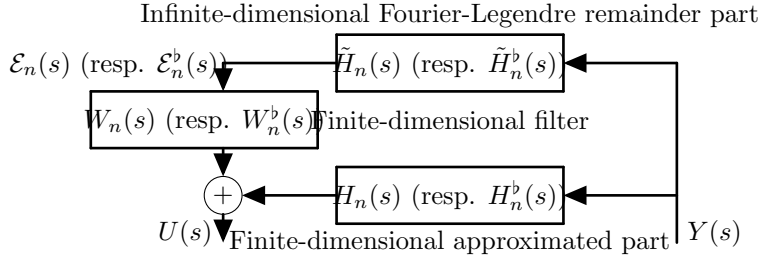 Infinite-dimensional Fourier-Legendre remainder part
ℰₙ(s) (resp. ℰₙ♭(s))
H̃ₙ(s) (resp. H̃ₙ♭(s))
Wₙ(s) (resp. Wₙ♭(s))
Finite-dimensional filter
+
Hₙ(s) (resp. Hₙ♭(s))
U(s)
Finite-dimensional approximated part
Y(s)